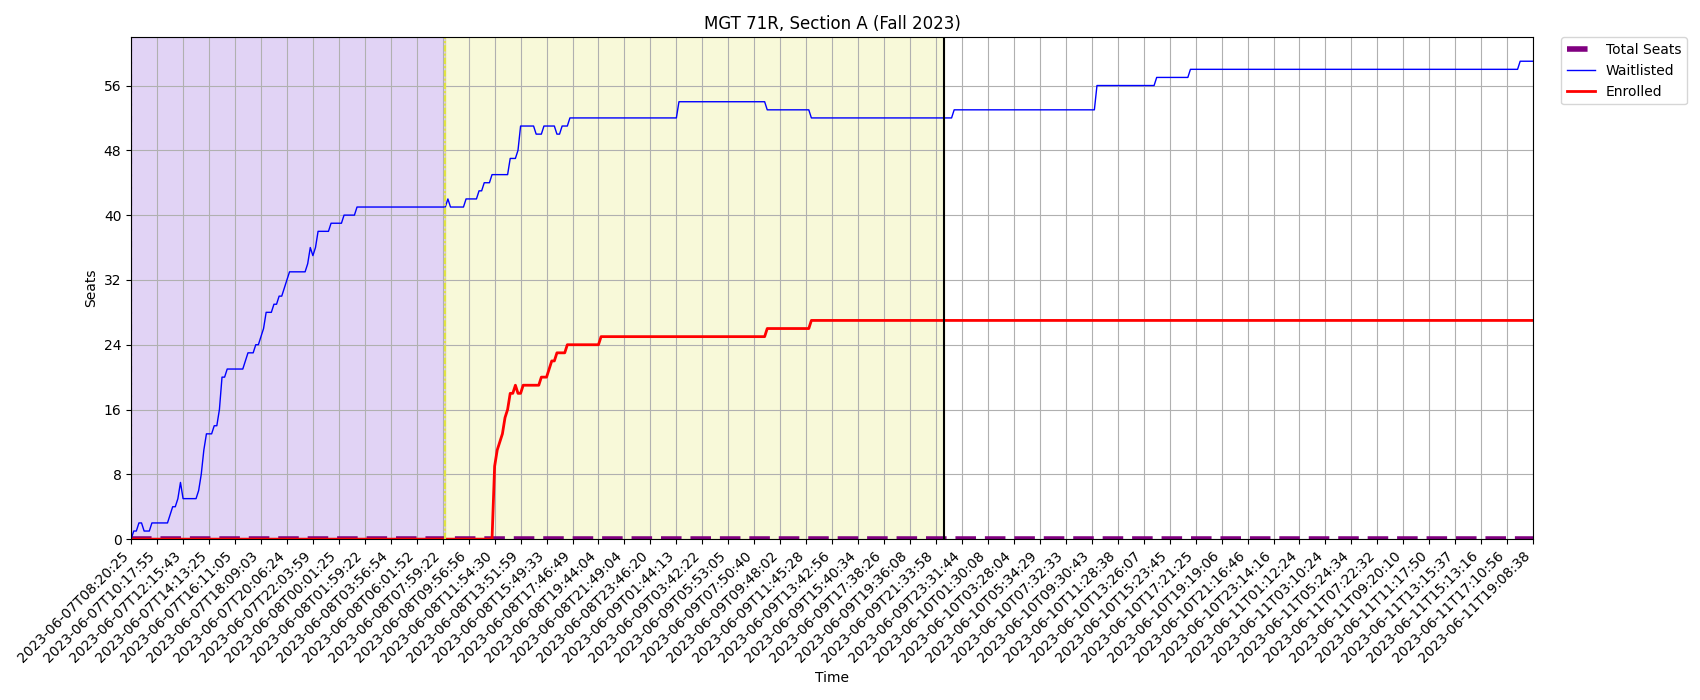 MGT 71R, Section A (Fall 2023)
Total Seats
Waitlisted
Enrolled
Seats
56
48
40
32
24
16
8
0
2023-06-07T08:20:25
2023-06-07T10:17:55
2023-06-07T12:15:43
2023-06-07T14:13:25
2023-06-07T16:11:05
2023-06-07T18:09:03
2023-06-07T20:06:24
2023-06-07T22:03:59
2023-06-08T00:01:25
2023-06-08T01:59:22
2023-06-08T03:56:54
2023-06-08T06:01:52
2023-06-08T07:59:22
2023-06-08T09:56:56
2023-06-08T11:54:30
2023-06-08T13:51:59
2023-06-08T15:49:33
2023-06-08T17:46:49
2023-06-08T19:44:04
2023-06-08T21:49:04
2023-06-08T23:46:20
2023-06-09T01:44:13
2023-06-09T03:42:22
2023-06-09T05:53:05
2023-06-09T07:50:40
2023-06-09T09:48:02
2023-06-09T11:45:28
2023-06-09T13:42:56
2023-06-09T15:40:34
2023-06-09T17:38:26
2023-06-09T19:36:08
2023-06-09T21:33:58
2023-06-09T23:31:44
2023-06-10T01:30:08
2023-06-10T03:28:04
2023-06-10T05:34:29
2023-06-10T07:32:33
2023-06-10T09:30:43
2023-06-10T11:28:38
2023-06-10T13:26:07
2023-06-10T15:23:45
2023-06-10T17:21:25
2023-06-10T19:19:06
2023-06-10T21:16:46
2023-06-10T23:14:16
2023-06-11T01:12:24
2023-06-11T03:10:24
2023-06-11T05:24:34
2023-06-11T07:22:32
2023-06-11T09:20:10
2023-06-11T11:17:50
2023-06-11T13:15:37
2023-06-11T15:13:16
2023-06-11T17:10:56
2023-06-11T19:08:38
Time